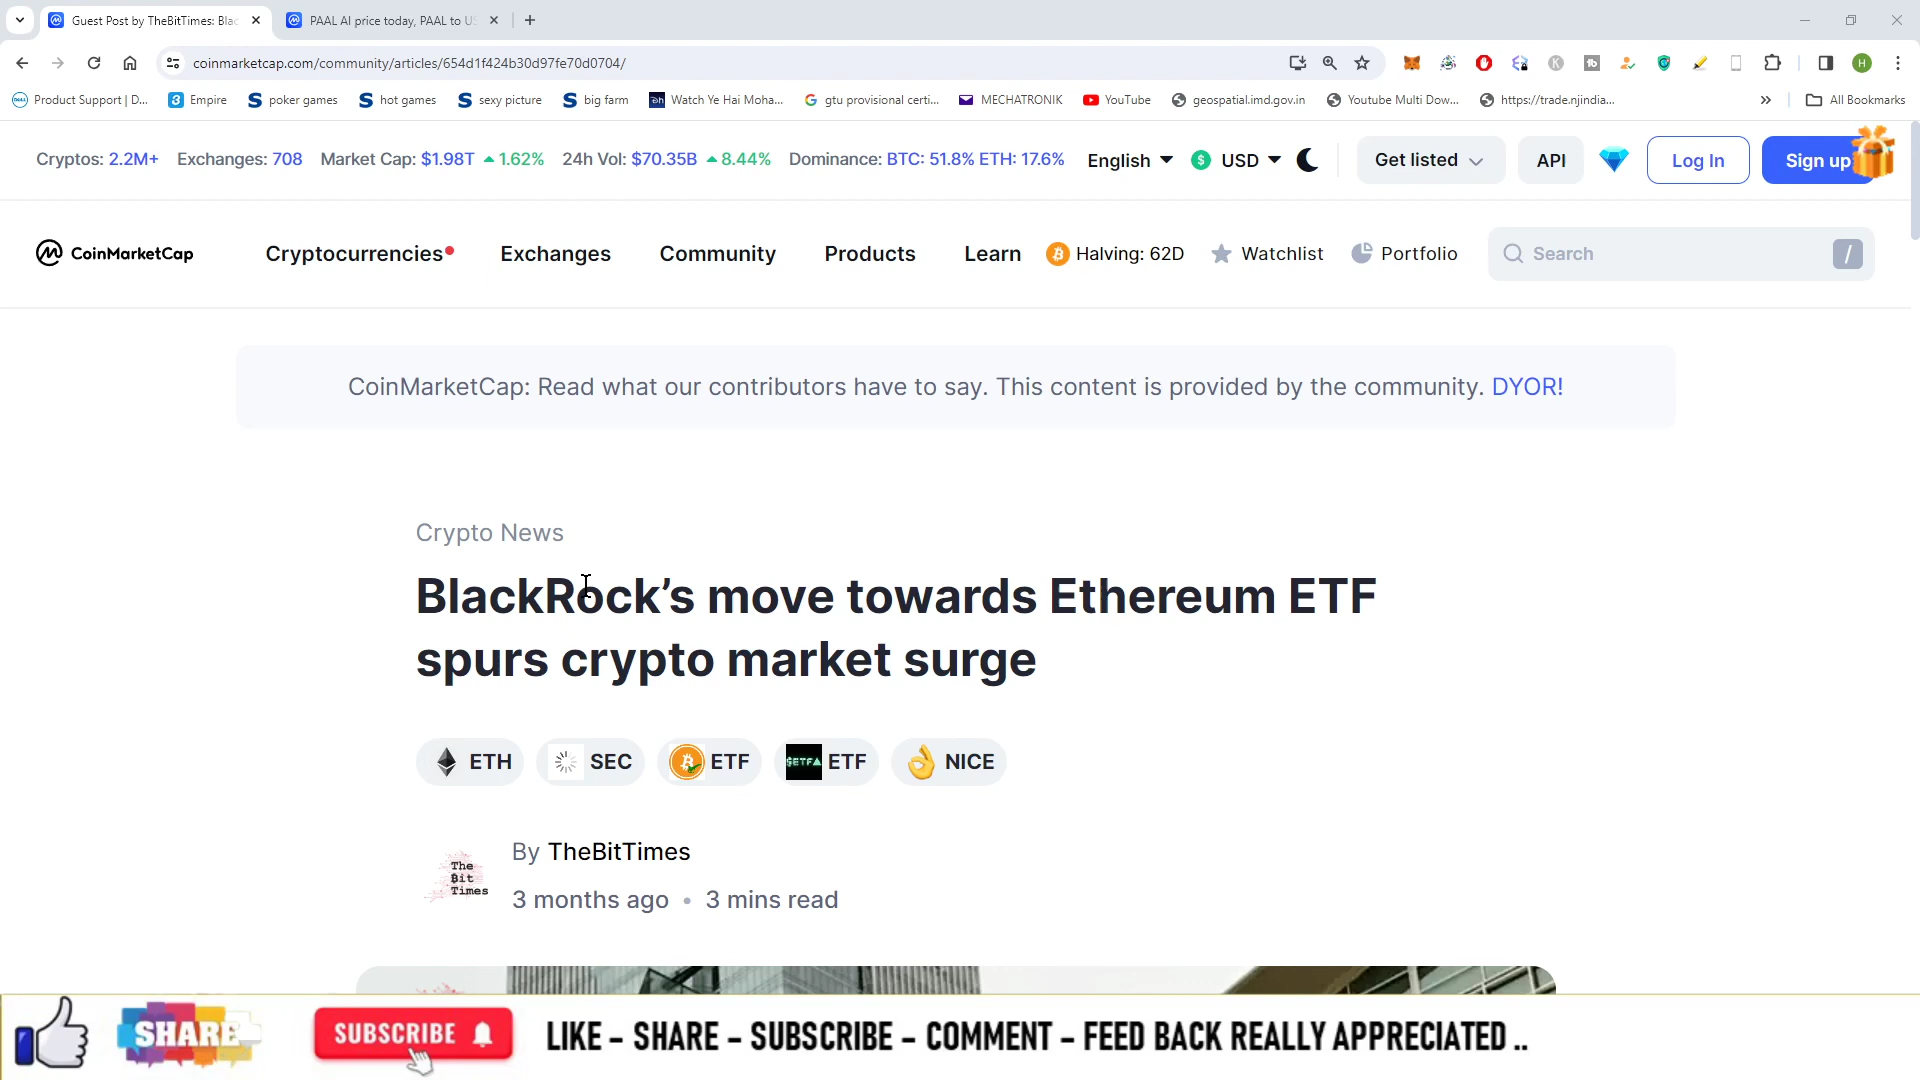 Guest Post by TheBitTimes: Blac
PAAL AI price today, PAAL to US
coinmarketcap.com/community/articles/654d1f424b30d97fe70d0704/
Product Support | D...
Empire
poker games
hot games
sexy picture
big farm
Watch Ye Hai Moha...
gtu provisional certi...
MECHATRONIK
YouTube
geospatial.imd.gov.in
Youtube Multi Dow...
https://trade.njindia...
All Bookmarks
Cryptos: 2.2M+ Exchanges: 708 Market Cap: $1.98T 1.62% 24h Vol: $70.35B 8.44% Dominance: BTC: 51.8% ETH: 17.6% English USD Get listed API Log In Sign up
CoinMarketCap Cryptocurrencies Exchanges Community Products Learn Halving: 62D Watchlist Portfolio Search /
CoinMarketCap: Read what our contributors have to say. This content is provided by the community. DYOR!
Crypto News
BlackRock’s move towards Ethereum ETF
spurs crypto market surge
ETH SEC ETF $ETF ETF NICE
By TheBitTimes
The
Bit
Times
3 months ago • 3 mins read
SHARE
SUBSCRIBE
LIKE – SHARE – SUBSCRIBE – COMMENT – FEED BACK REALLY APPRECIATED ..